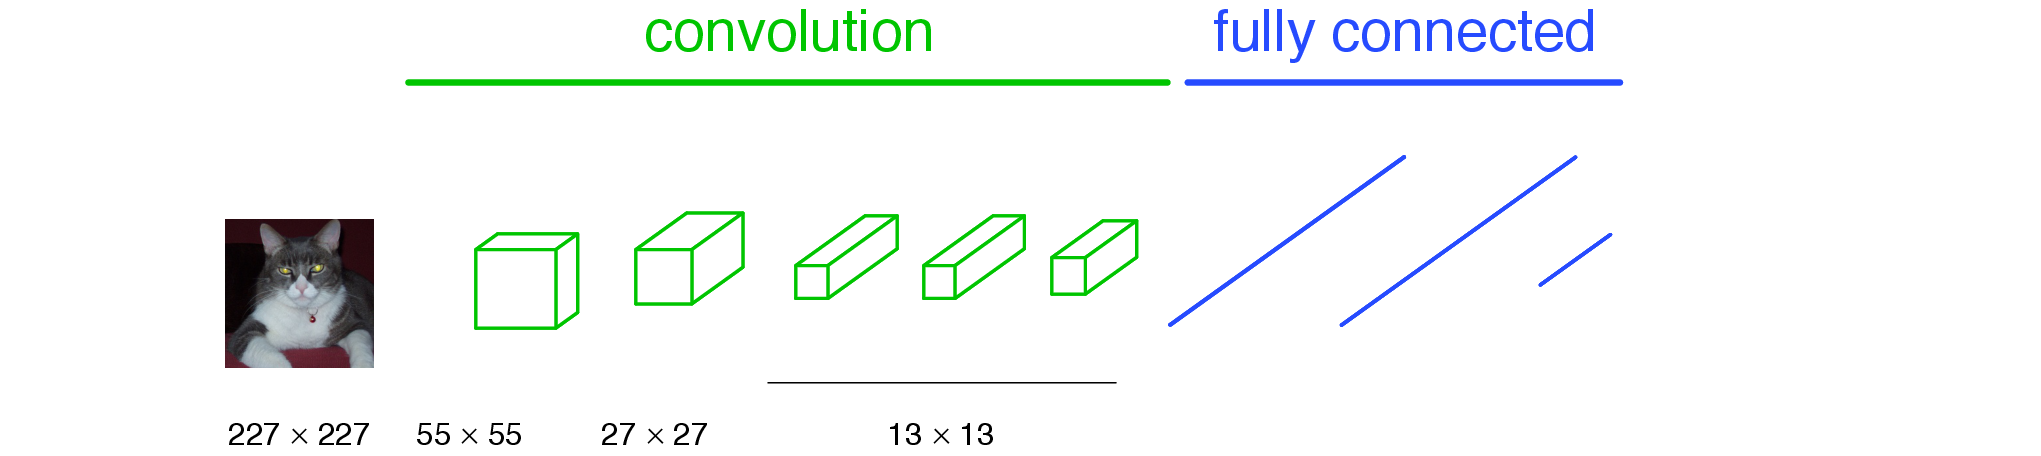 convolution
fully connected
227 × 227
55 × 55
27 × 27
13 × 13